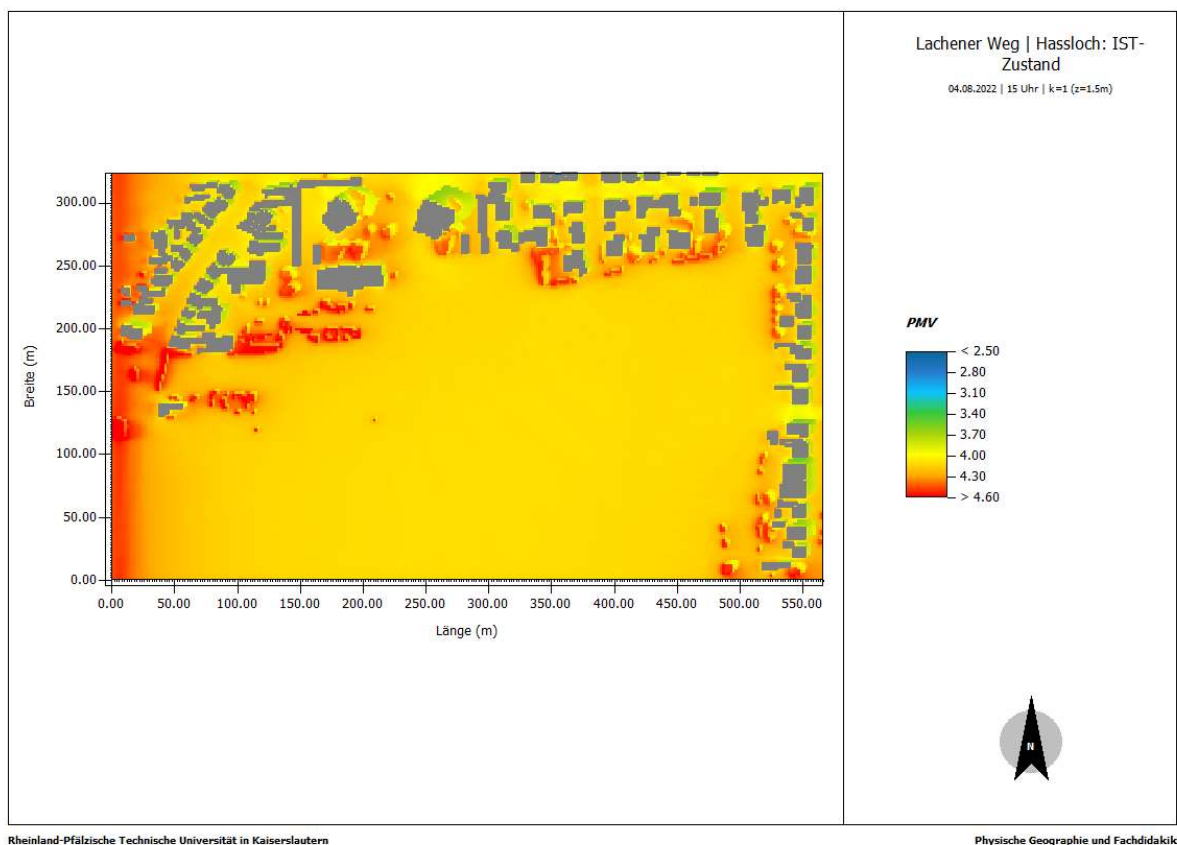 Lachener Weg | Hassloch: IST-
Zustand
04.08.2022 | 15 Uhr | k=1 (z=1.5m)
300.00
250.00
200.00
150.00
100.00
50.00
0.00
Breite (m)
0.00 50.00 100.00 150.00 200.00 250.00 300.00 350.00 400.00 450.00 500.00 550.00
Länge (m)
PMV
< 2.50
2.80
3.10
3.40
3.70
4.00
4.30
> 4.60
N
Rheinland-Pfälzische Technische Universität in Kaiserslautern
Physische Geographie und Fachdidakik